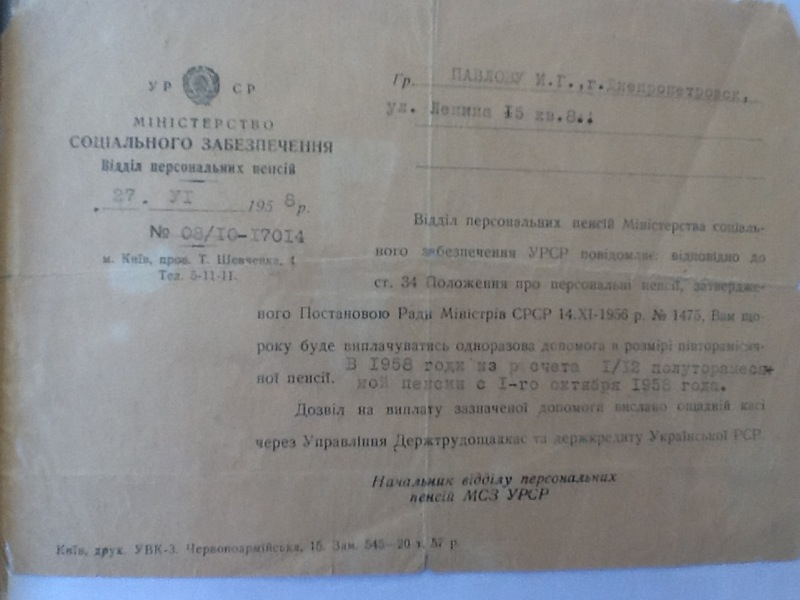 УР СР
МІНІСТЕРСТВО
СОЦІАЛЬНОГО ЗАБЕЗПЕЧЕННЯ
Відділ персональних пенсій
27. УІ 1958 р.
№ 08/10-17014
м. Київ, пров. Т. Шевченка, 4
Тел. 5-11-11.
Гр. ПАВЛОВУ И.Г.,г.Днепропетровск,
ул. Ленина 15 кв.8.
Відділ персональних пенсій Міністерства соціаль-
ного забезпечення УРСР повідомляє: відповідно до
ст. 34 Положення про персональні пенсії, затвердже-
ного Постановою Ради Міністрів СРСР 14.XI-1956 р. № 1475, Вам що-
року буде виплачуватись одноразова допомога в розмірі півторамісяч-
ної пенсії. В 1958 году из расчета 1/12 полуторамесяч
ной пенсии с 1-го октября 1958 года.
Дозвіл на виплату зазначеної допомоги вислано ощадній касі
через Управління Держтрудощадкас та держкредиту Української РСР.
Начальник відділу персональних
пенсій МСЗ УРСР
Київ, друк. УВК-3. Червоноармійська, 15. Зам. 545—20 т. 57 р.